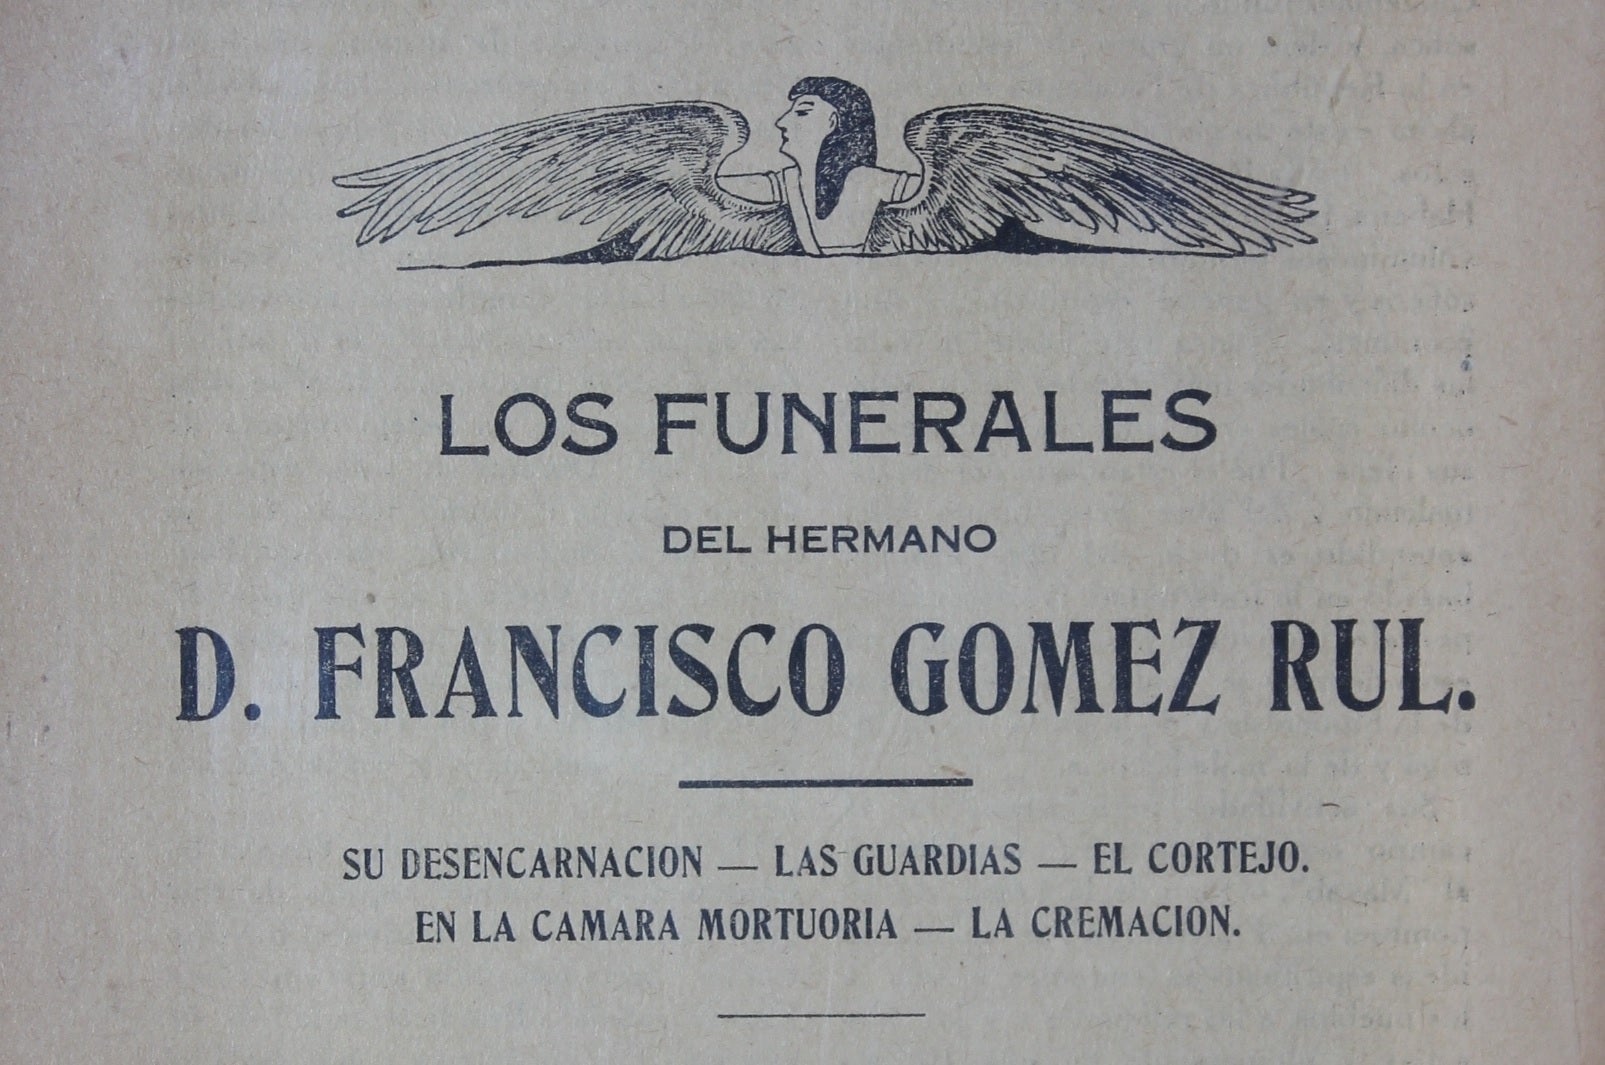 LOS FUNERALES
DEL HERMANO
D. FRANCISCO GOMEZ RUL.
SU DESENCARNACION — LAS GUARDIAS — EL CORTEJO.
EN LA CAMARA MORTUORIA — LA CREMACION.